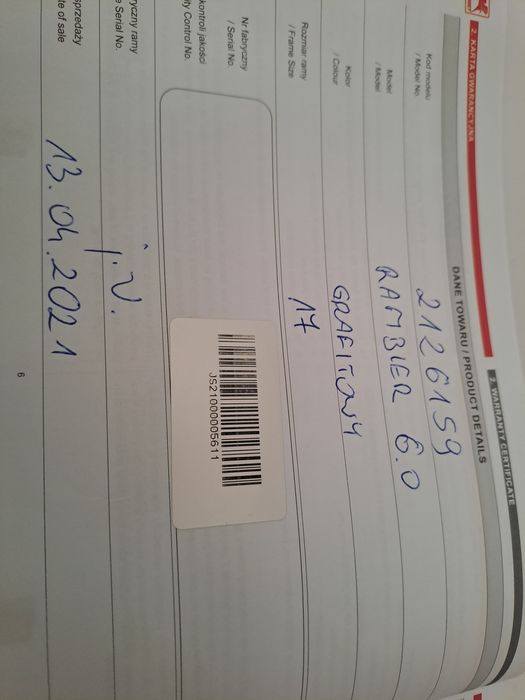 2. KARTA GWARANCYJNA
2. WARRANTY CERTIFICATE
DANE TOWARU / PRODUCT DETAILS
Kod modelu
/ Model No.
2126159
Model
/ Model
RAMBLER 6.0
Kolor
/ Colour
GRAFITOWY
Rozmiar ramy
/ Frame Size
17
Nr fabryczny
/ Serial No.
JS21000005611
kontroli jakości
ity Control No.
ryczny ramy
e Serial No.
j.w.
sprzedaży
te of sale
13.04.2021
6